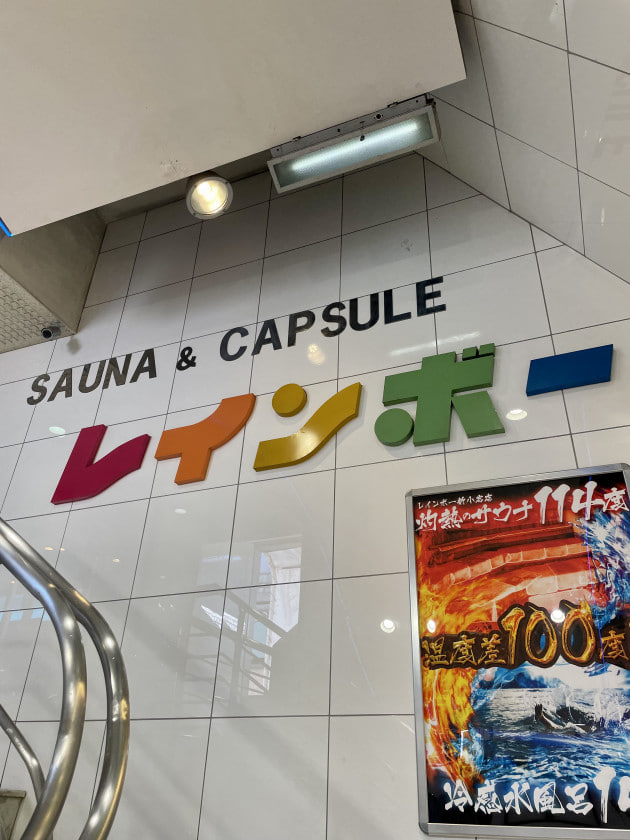 SAUNA & CAPSULE
レインボー
レインボー新小岩店
灼熱のサウナ114度
温度差100度
冷感水風呂14